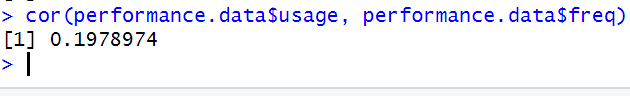 > cor(performance.data$usage, performance.data$freq)
[1] 0.1978974
>